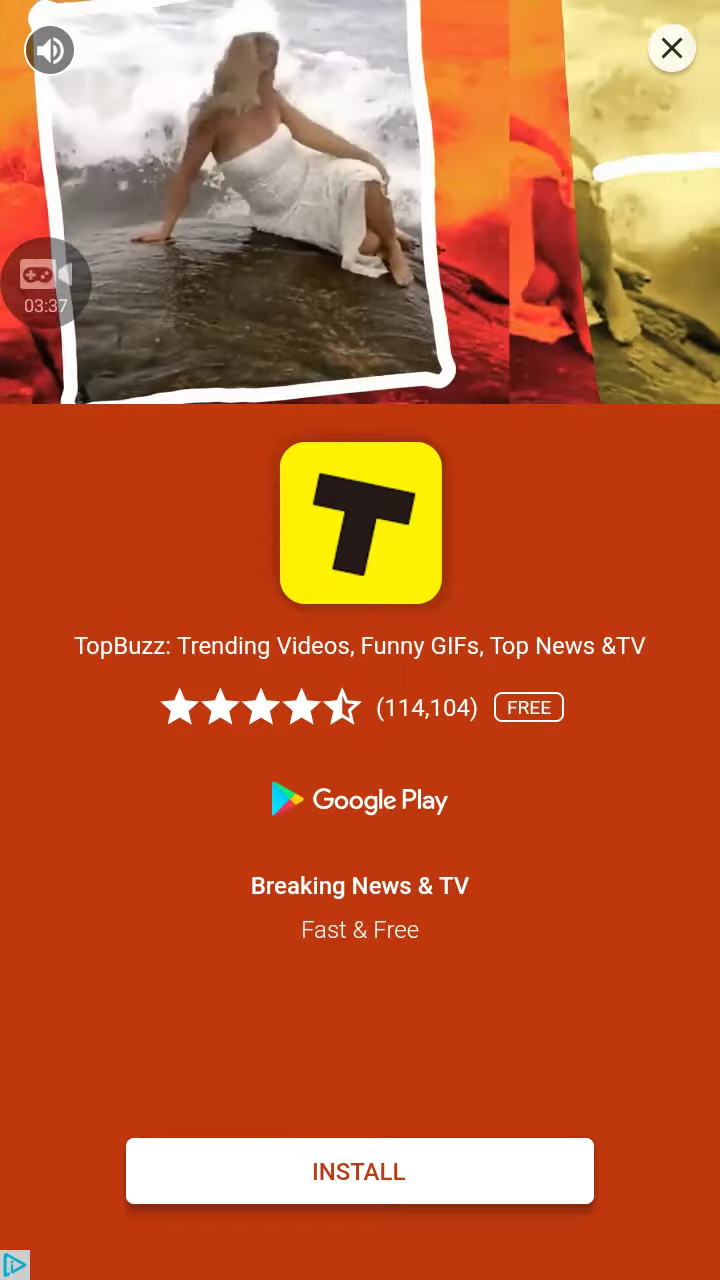 03:37
T
TopBuzz: Trending Videos, Funny GIFs, Top News &TV
(114,104) FREE
Google Play
Breaking News & TV
Fast & Free
INSTALL